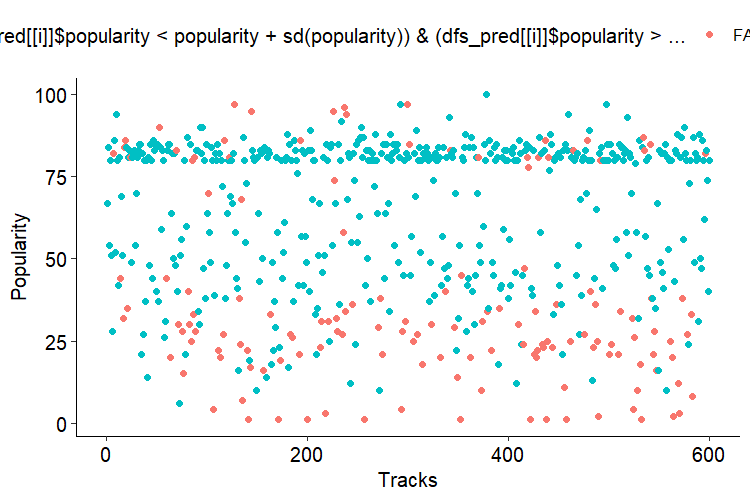 red[[i]]$popularity < popularity + sd(popularity)) & (dfs_pred[[i]]$popularity > ... FA
100
75
50
25
0
Popularity
0 200 400 600
Tracks